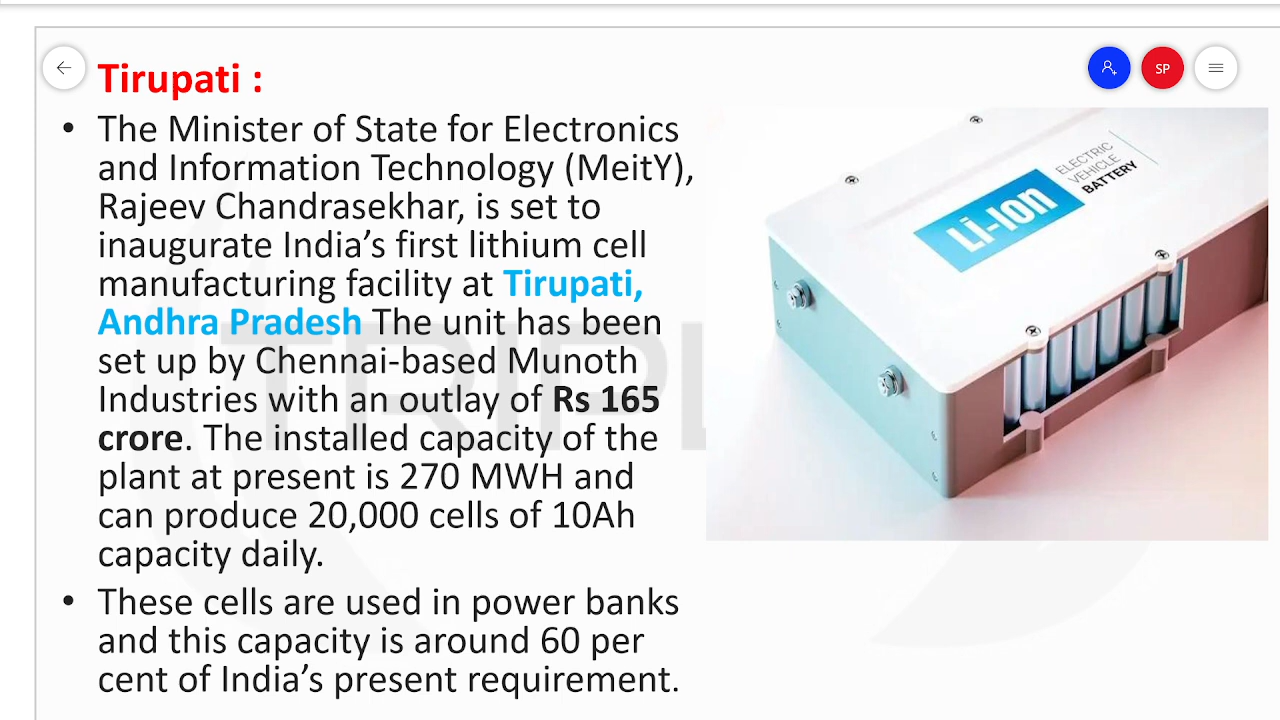 Tirupati :
SP
• The Minister of State for Electronics
and Information Technology (MeitY),
Rajeev Chandrasekhar, is set to
inaugurate India’s first lithium cell
manufacturing facility at Tirupati,
Andhra Pradesh The unit has been
set up by Chennai-based Munoth
Industries with an outlay of Rs 165
crore. The installed capacity of the
plant at present is 270 MWH and
can produce 20,000 cells of 10Ah
capacity daily.
• These cells are used in power banks
and this capacity is around 60 per
cent of India’s present requirement.
Li-Ion
ELECTRIC
VEHICLE
BATTERY